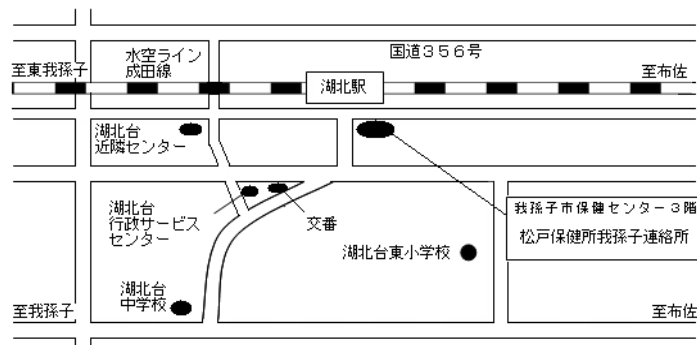 国道３５６号
水空ライン
成田線
至東我孫子
至布佐
湖北駅
湖北台
近隣センター
湖北台
行政サービス
センター
交番
我孫子市保健センター３階
松戸保健所我孫子連絡所
湖北台東小学校
湖北台
中学校
至我孫子
至布佐